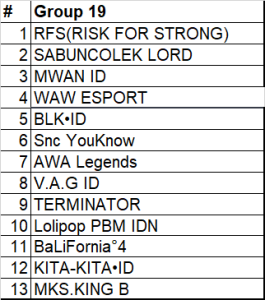 # Group 19
1 RFS(RISK FOR STRONG)
2 SABUNCOLEK LORD
3 MWAN ID
4 WAW ESPORT
5 BLK•ID
6 Snc YouKnow
7 AWA Legends
8 V.A.G ID
9 TERMINATOR
10 Lolipop PBM IDN
11 BaLiFornia°4
12 KITA-KITA•ID
13 MKS.KING B